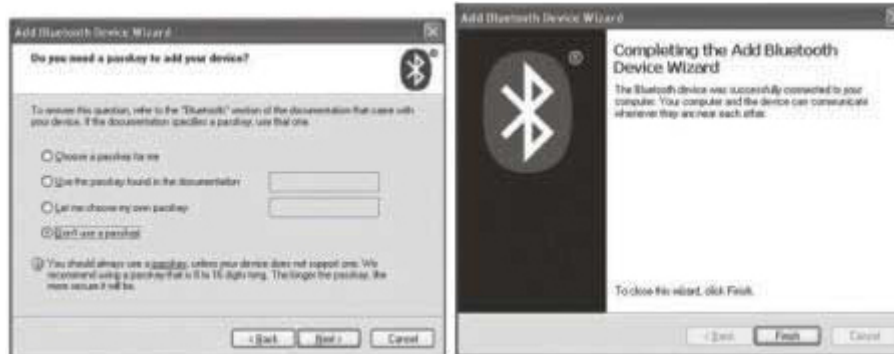 Add Bluetooth Device Wizard
Do you need a passkey to add your device?
To answer this question, refer to the "Bluetooth" section of the documentation that came with
your device. If the documentation specifies a passkey, use that one.
Choose a passkey for me
Use the passkey found in the documentation:
Let me choose my own passkey:
Don't use a passkey
You should always use a passkey, unless your device does not support one. We
recommend using a passkey that is 8 to 16 digits long. The longer the passkey, the
more secure it will be.
< Back
Next >
Cancel
Add Bluetooth Device Wizard
Completing the Add Bluetooth
Device Wizard
The Bluetooth device was successfully connected to your
computer. Your computer and the device can communicate
whenever they are near each other.
To close this wizard, click Finish.
< Back
Finish
Cancel